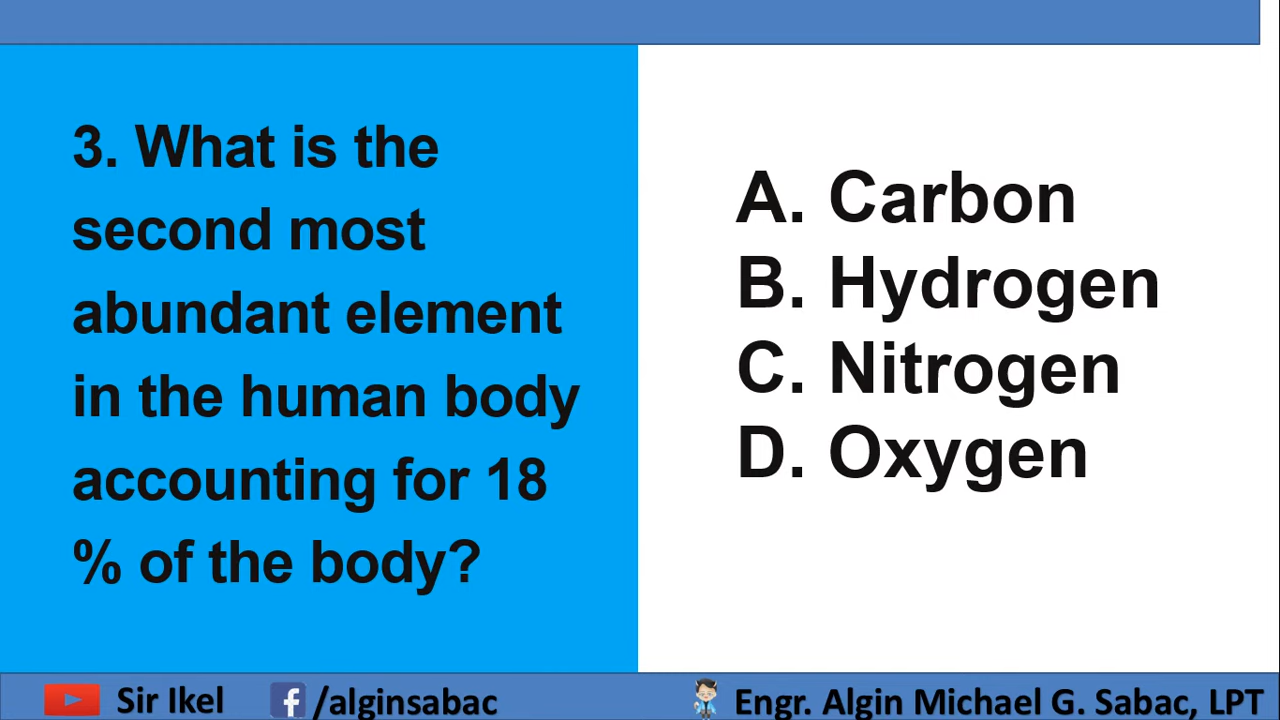 3. What is the
second most
abundant element
in the human body
accounting for 18
% of the body?
A. Carbon
B. Hydrogen
C. Nitrogen
D. Oxygen
Sir Ikel
/alginsabac
Engr. Algin Michael G. Sabac, LPT